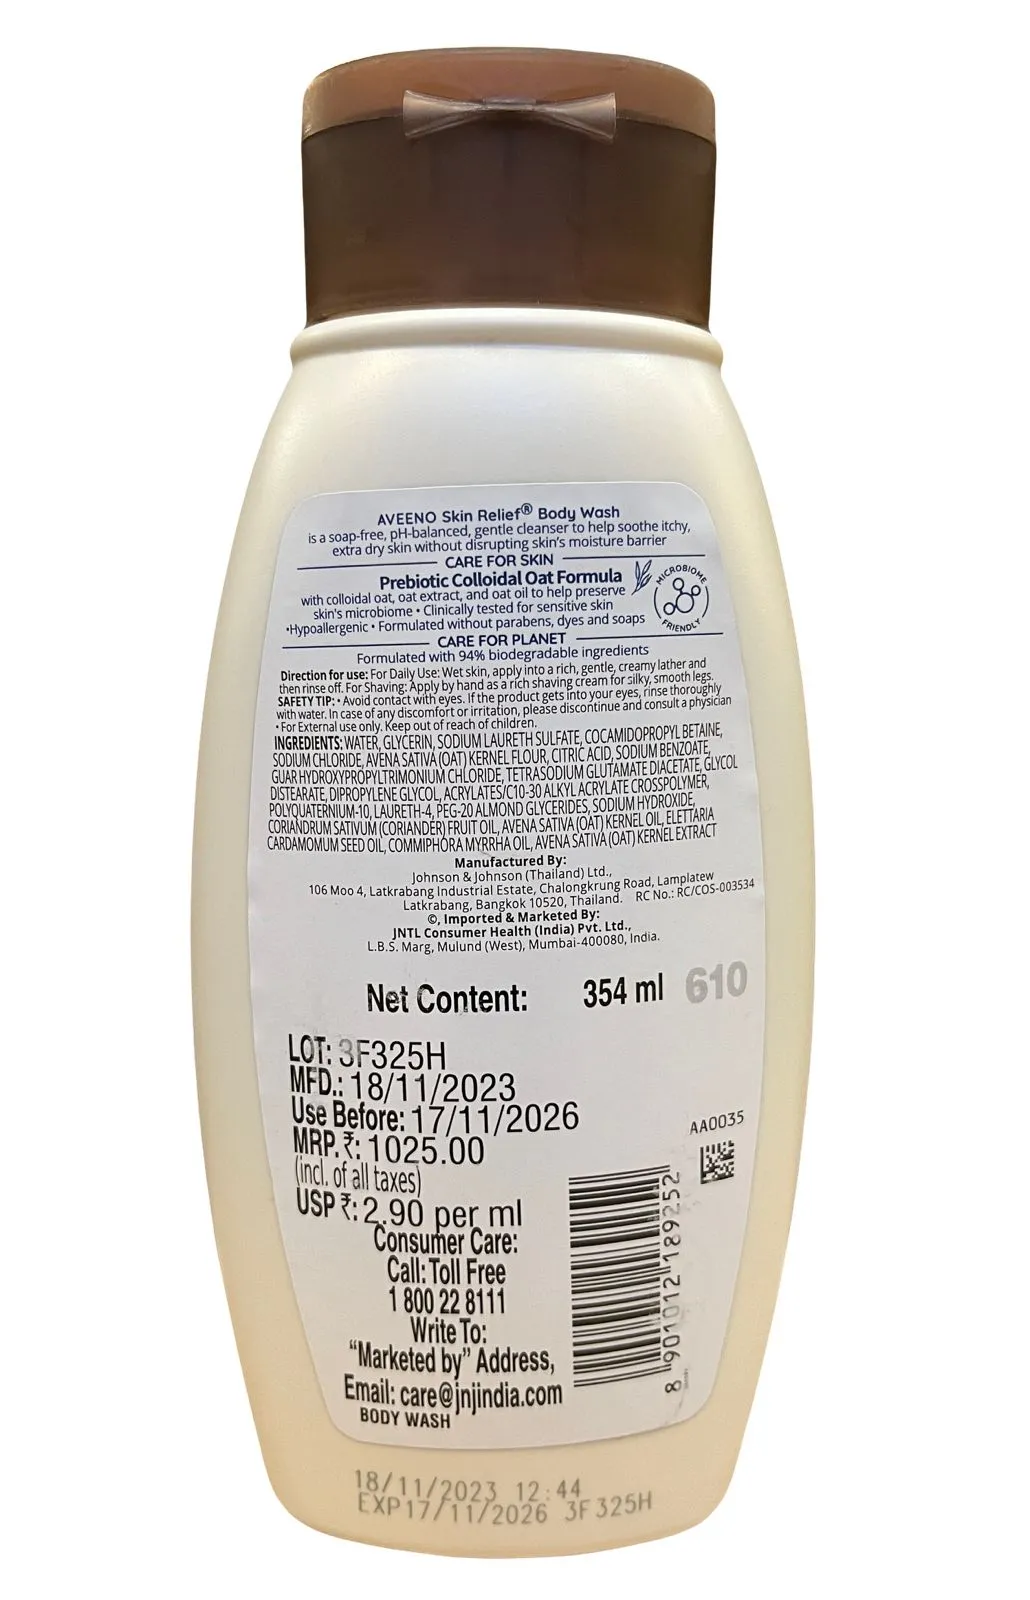 AVEENO Skin Relief® Body Wash
is a soap-free, pH-balanced, gentle cleanser to help soothe itchy,
extra dry skin without disrupting skin's moisture barrier
CARE FOR SKIN
Prebiotic Colloidal Oat Formula
with colloidal oat, oat extract, and oat oil to help preserve
skin's microbiome • Clinically tested for sensitive skin
•Hypoallergenic • Formulated without parabens, dyes and soaps
MICROBIOME
FRIENDLY
CARE FOR PLANET
Formulated with 94% biodegradable ingredients
Direction for use: For Daily Use: Wet skin, apply into a rich, gentle, creamy lather and
then rinse off. For Shaving: Apply by hand as a rich shaving cream for silky, smooth legs.
SAFETY TIP: • Avoid contact with eyes. If the product gets into your eyes, rinse thoroughly
with water. In case of any discomfort or irritation, please discontinue and consult a physician
• For External use only. Keep out of reach of children.
INGREDIENTS: WATER, GLYCERIN, SODIUM LAURETH SULFATE, COCAMIDOPROPYL BETAINE,
SODIUM CHLORIDE, AVENA SATIVA (OAT) KERNEL FLOUR, CITRIC ACID, SODIUM BENZOATE,
GUAR HYDROXYPROPYLTRIMONIUM CHLORIDE, TETRASODIUM GLUTAMATE DIACETATE, GLYCOL
DISTEARATE, DIPROPYLENE GLYCOL, ACRYLATES/C10-30 ALKYL ACRYLATE CROSSPOLYMER,
POLYQUATERNIUM-10, LAURETH-4, PEG-20 ALMOND GLYCERIDES, SODIUM HYDROXIDE,
CORIANDRUM SATIVUM (CORIANDER) FRUIT OIL, AVENA SATIVA (OAT) KERNEL OIL, ELETTARIA
CARDAMOMUM SEED OIL, COMMIPHORA MYRRHA OIL, AVENA SATIVA (OAT) KERNEL EXTRACT
Manufactured By:
Johnson & Johnson (Thailand) Ltd.,
106 Moo 4, Latkrabang Industrial Estate, Chalongkrung Road, Lamplatew
Latkrabang, Bangkok 10520, Thailand. RC No.: RC/COS-003534
©, Imported & Marketed By:
JNTL Consumer Health (India) Pvt. Ltd.,
L.B.S. Marg, Mulund (West), Mumbai-400080, India.
Net Content: 354 ml 610
LOT: 3F325H
MFD.: 18/11/2023
Use Before: 17/11/2026
MRP. ₹: 1025.00
(incl. of all taxes)
USP ₹: 2.90 per ml
AA0035
8 901012 189252
Consumer Care:
Call: Toll Free
1 800 22 8111
Write To:
"Marketed by" Address,
Email: care@jnjindia.com
BODY WASH
18/11/2023 12:44
EXP17/11/2026 3F325H